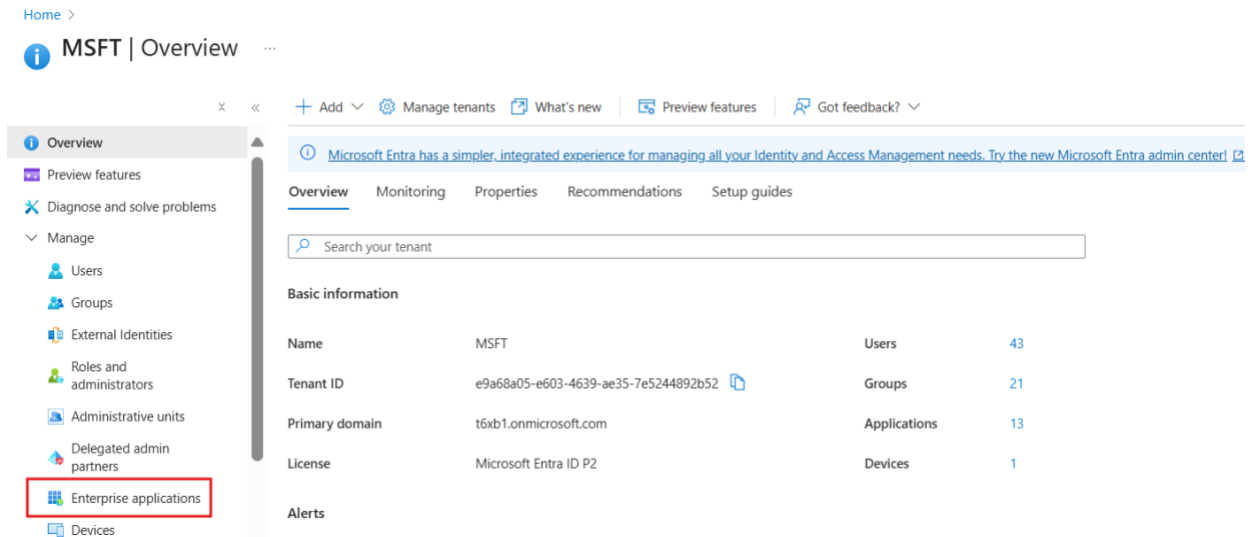 Home >
MSFT | Overview ...
+ Add Manage tenants What's new Preview features Got feedback?
Microsoft Entra has a simpler, integrated experience for managing all your Identity and Access Management needs. Try the new Microsoft Entra admin center!
Overview
Preview features
Diagnose and solve problems
Manage
Users
Groups
External Identities
Roles and
administrators
Administrative units
Delegated admin
partners
Enterprise applications
Devices
Overview Monitoring Properties Recommendations Setup guides
Search your tenant
Basic information
Name MSFT Users 43
Tenant ID e9a68a05-e603-4639-ae35-7e5244892b52 Groups 21
Primary domain t6xb1.onmicrosoft.com Applications 13
License Microsoft Entra ID P2 Devices 1
Alerts